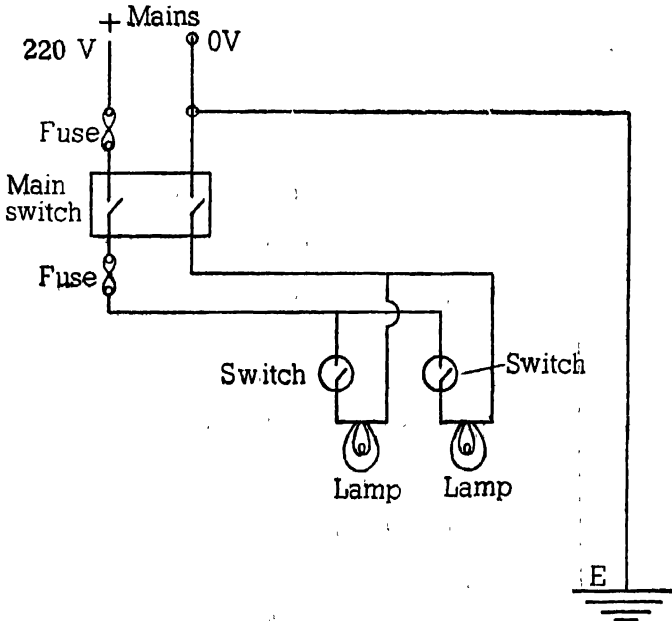 + Mains
220 V
0V
Fuse
Main
switch
Fuse
Switch
Switch
Lamp
Lamp
E